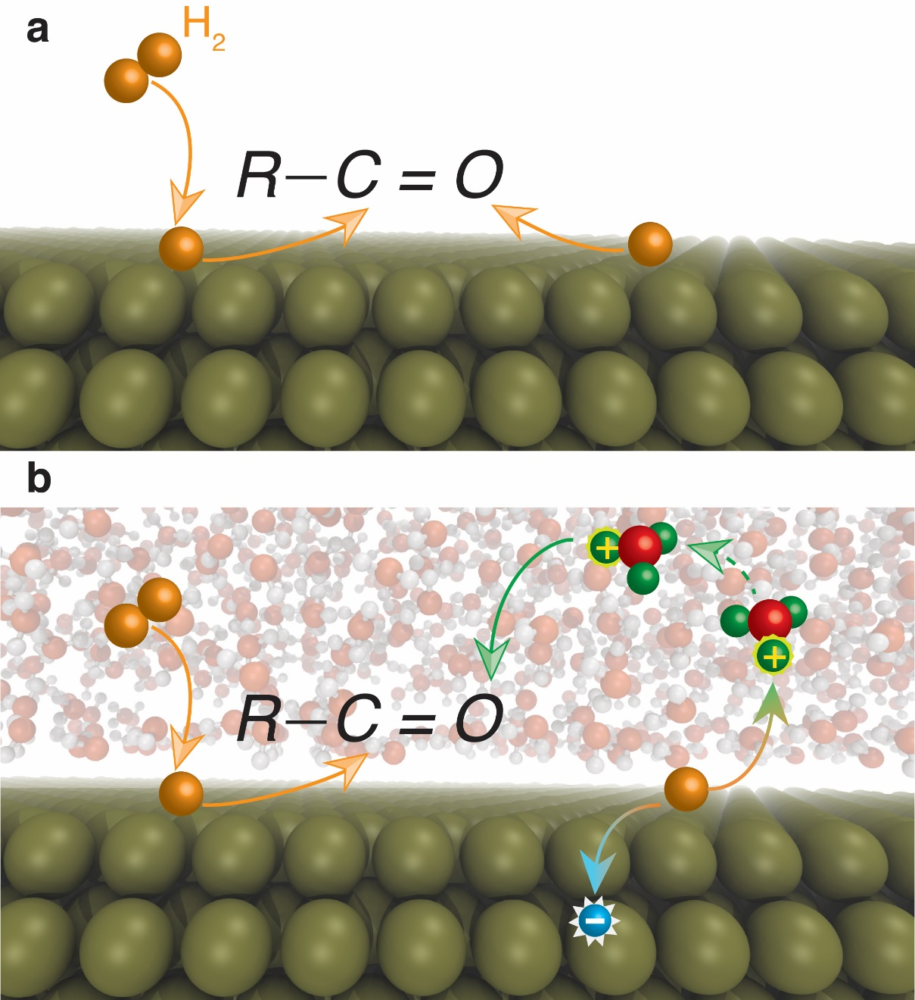 a
H₂
R–C = O
b
+
+
R–C = O
–